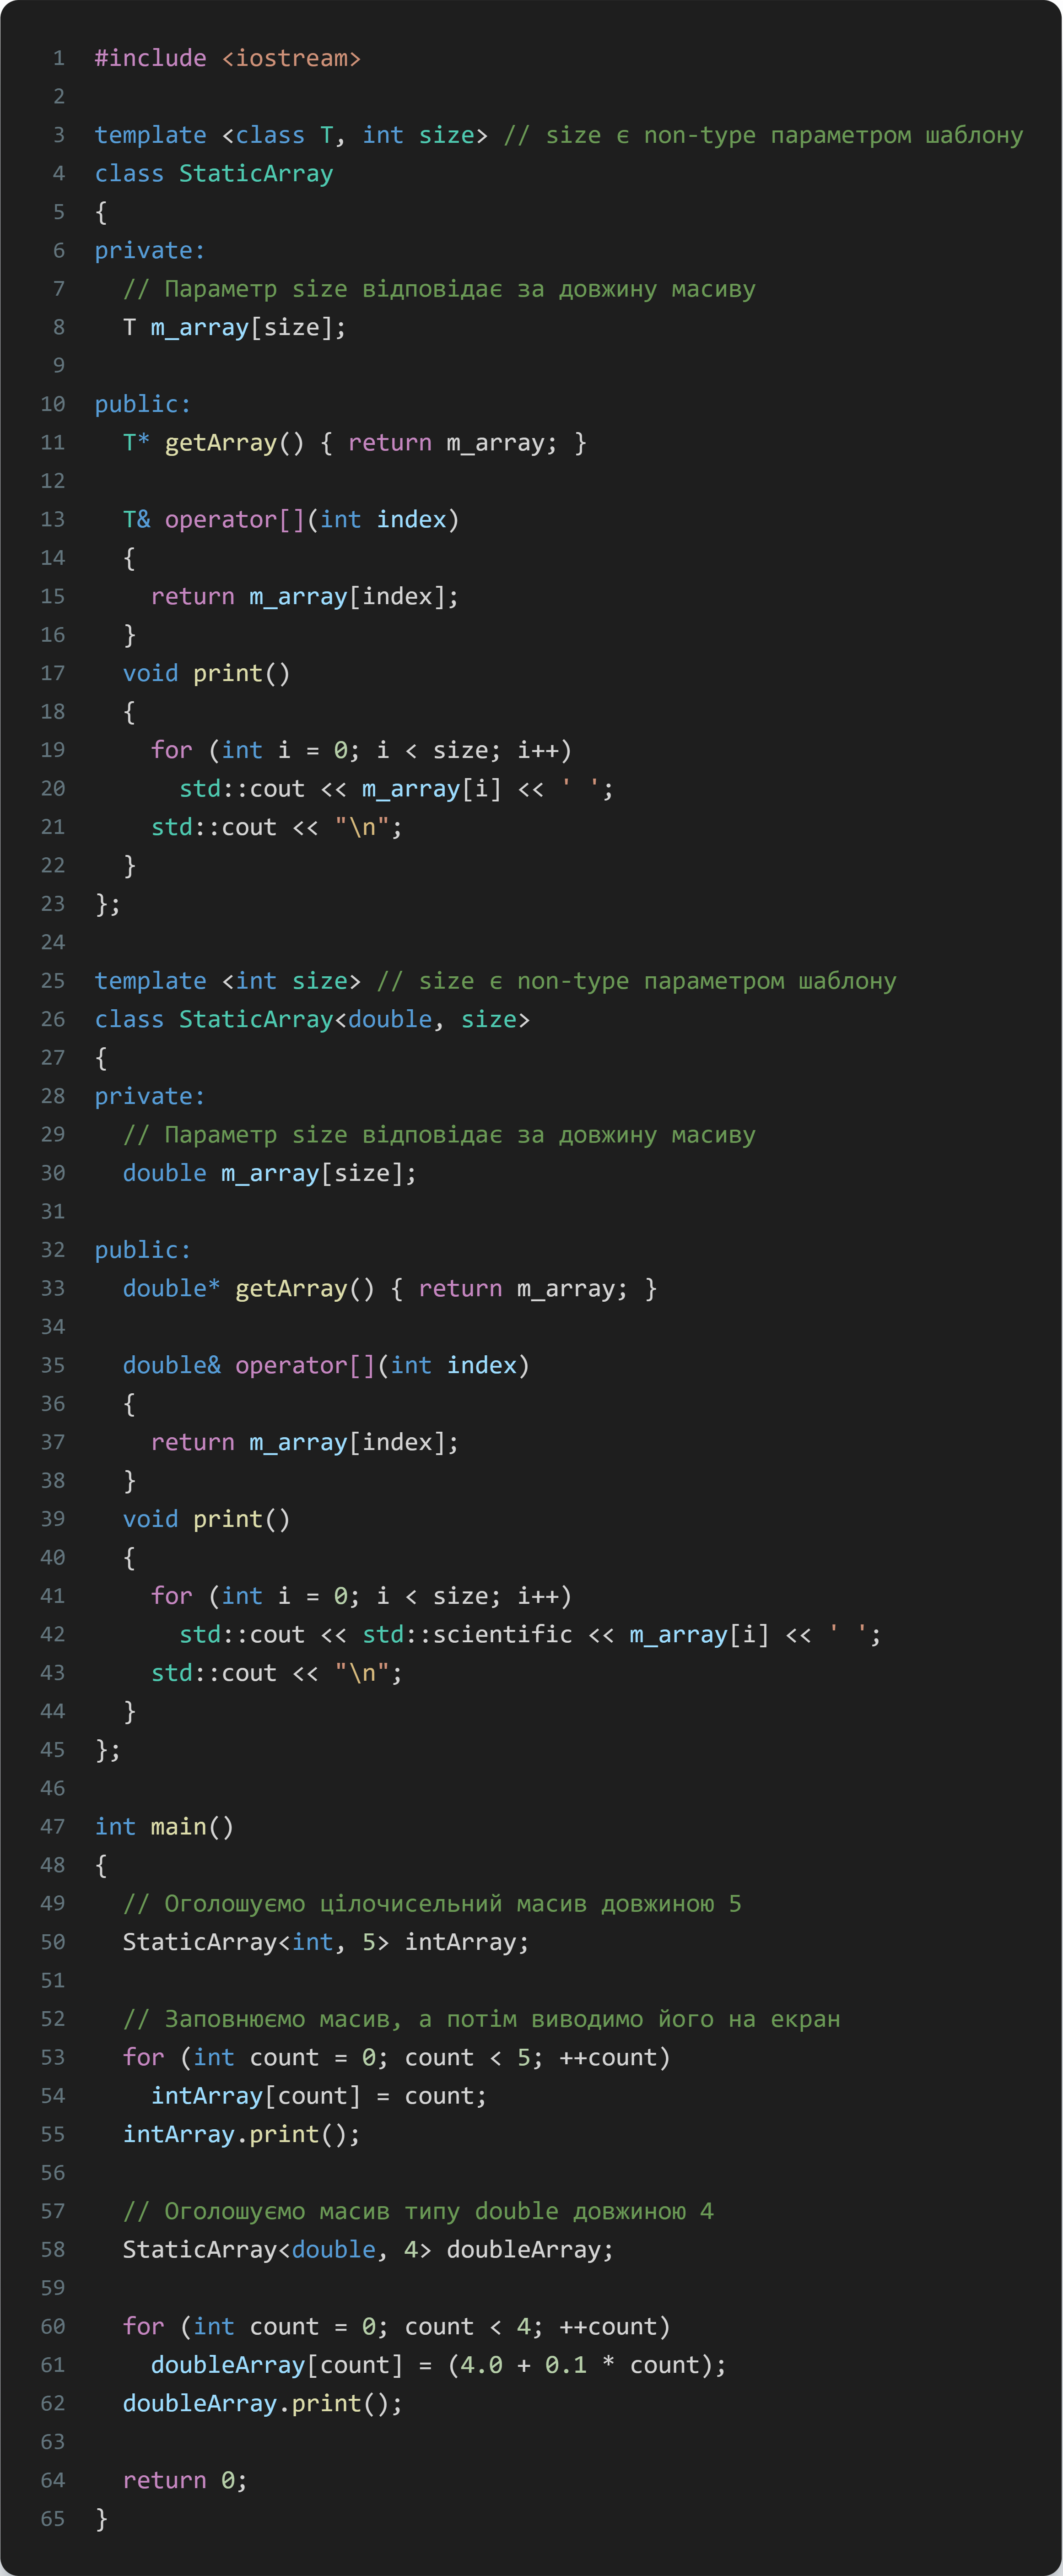 1 #include <iostream>
2
3 template <class T, int size> // size є non-type параметром шаблону
4 class StaticArray
5 {
6 private:
7   // Параметр size відповідає за довжину масиву
8   T m_array[size];
9
10 public:
11   T* getArray() { return m_array; }
12
13   T& operator[](int index)
14   {
15     return m_array[index];
16   }
17   void print()
18   {
19     for (int i = 0; i < size; i++)
20       std::cout << m_array[i] << ' ';
21     std::cout << "\n";
22   }
23 };
24
25 template <int size> // size є non-type параметром шаблону
26 class StaticArray<double, size>
27 {
28 private:
29   // Параметр size відповідає за довжину масиву
30   double m_array[size];
31
32 public:
33   double* getArray() { return m_array; }
34
35   double& operator[](int index)
36   {
37     return m_array[index];
38   }
39   void print()
40   {
41     for (int i = 0; i < size; i++)
42       std::cout << std::scientific << m_array[i] << ' ';
43     std::cout << "\n";
44   }
45 };
46
47 int main()
48 {
49   // Оголошуємо цілочисельний масив довжиною 5
50   StaticArray<int, 5> intArray;
51
52   // Заповнюємо масив, а потім виводимо його на екран
53   for (int count = 0; count < 5; ++count)
54     intArray[count] = count;
55   intArray.print();
56
57   // Оголошуємо масив типу double довжиною 4
58   StaticArray<double, 4> doubleArray;
59
60   for (int count = 0; count < 4; ++count)
61     doubleArray[count] = (4.0 + 0.1 * count);
62   doubleArray.print();
63
64   return 0;
65 }